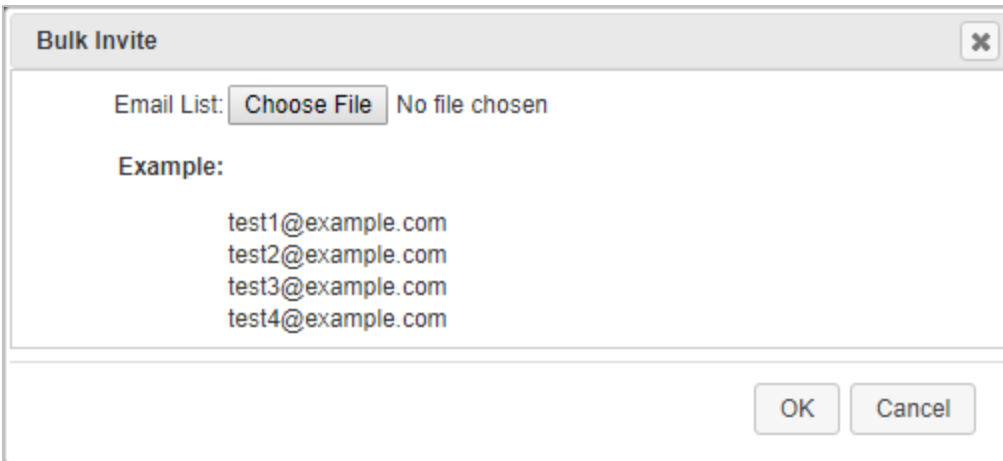 Bulk Invite
Email List: Choose File No file chosen
Example:
test1@example.com
test2@example.com
test3@example.com
test4@example.com
OK Cancel